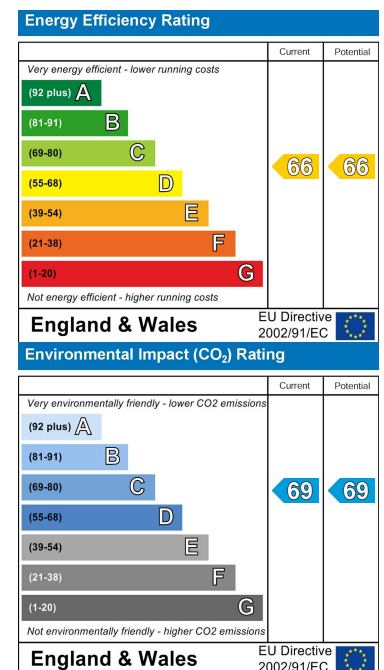 Energy Efficiency Rating
Current Potential
Very energy efficient - lower running costs
(92 plus) A
(81-91) B
(69-80) C
(55-68) D
66 66
(39-54) E
(21-38) F
(1-20) G
Not energy efficient - higher running costs
England & Wales EU Directive 2002/91/EC
Environmental Impact (CO₂) Rating
Current Potential
Very environmentally friendly - lower CO2 emissions
(92 plus) A
(81-91) B
(69-80) C
69 69
(55-68) D
(39-54) E
(21-38) F
(1-20) G
Not environmentally friendly - higher CO2 emissions
England & Wales EU Directive 2002/91/EC